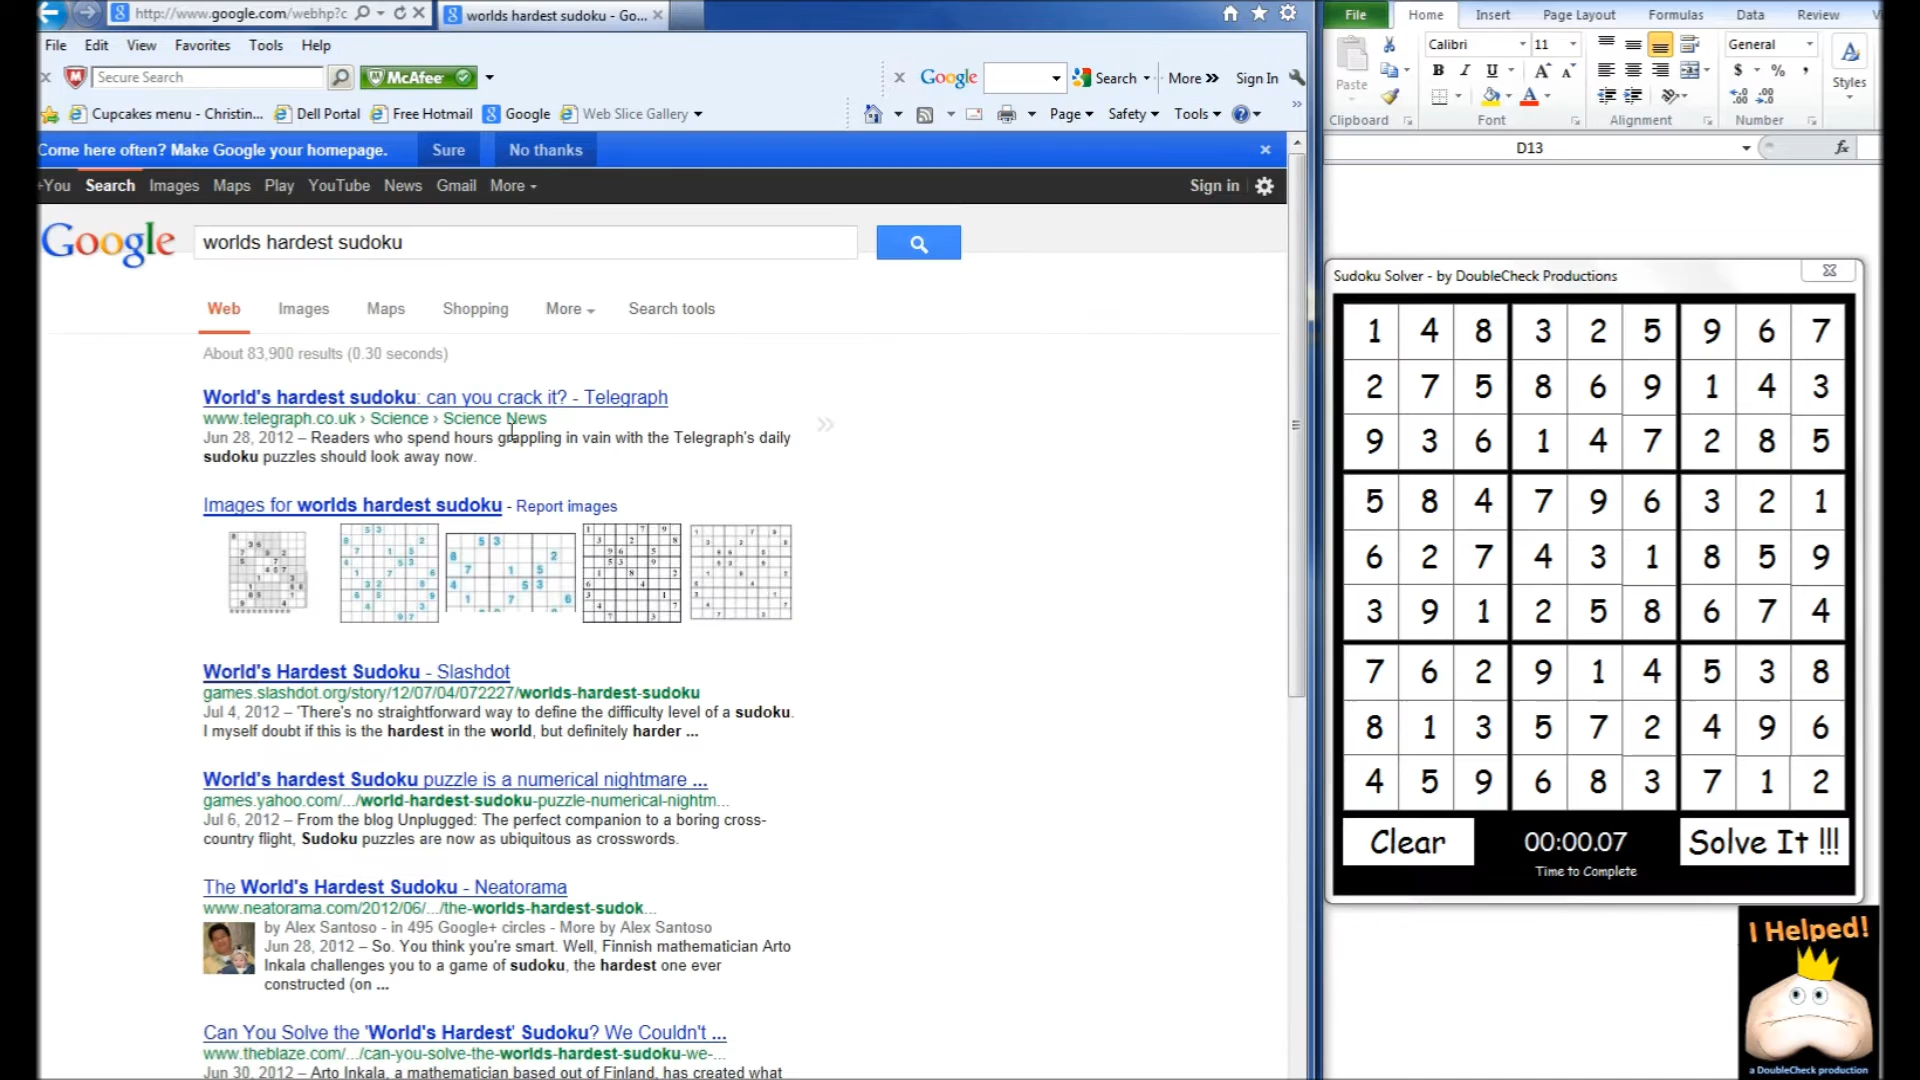 http://www.google.com/webhp?c
worlds hardest sudoku - Go...
File Edit View Favorites Tools Help
Secure Search
McAfee
Google
Search
More »
Sign In
Cupcakes menu - Christin...
Dell Portal
Free Hotmail
Google
Web Slice Gallery
Page
Safety
Tools
Come here often? Make Google your homepage.
Sure
No thanks
+You Search Images Maps Play YouTube News Gmail More
Sign in
Google
worlds hardest sudoku
Web Images Maps Shopping More Search tools
About 83,900 results (0.30 seconds)
World's hardest sudoku: can you crack it? - Telegraph
www.telegraph.co.uk › Science › Science News
Jun 28, 2012 – Readers who spend hours grappling in vain with the Telegraph's daily
sudoku puzzles should look away now.
Images for worlds hardest sudoku - Report images
World's Hardest Sudoku - Slashdot
games.slashdot.org/story/12/07/04/072227/worlds-hardest-sudoku
Jul 4, 2012 – 'There's no straightforward way to define the difficulty level of a sudoku.
I myself doubt if this is the hardest in the world, but definitely harder ...
World's hardest Sudoku puzzle is a numerical nightmare ...
games.yahoo.com/.../world-hardest-sudoku-puzzle-numerical-nightm...
Jul 6, 2012 – From the blog Unplugged: The perfect companion to a boring cross-
country flight, Sudoku puzzles are now as ubiquitous as crosswords.
The World's Hardest Sudoku - Neatorama
www.neatorama.com/2012/06/.../the-worlds-hardest-sudok...
by Alex Santoso - in 495 Google+ circles - More by Alex Santoso
Jun 28, 2012 – So. You think you're smart. Well, Finnish mathematician Arto
Inkala challenges you to a game of sudoku, the hardest one ever
constructed (on ...
Can You Solve the 'World's Hardest' Sudoku? We Couldn't ...
www.theblaze.com/.../can-you-solve-the-worlds-hardest-sudoku-we-...
Jun 30, 2012 – Arto Inkala, a mathematician based out of Finland, has created what
File Home Insert Page Layout Formulas Data Review
Calibri 11
General
Paste
B I U
$ % ,
Styles
Clipboard Font Alignment Number
D13
fx
Sudoku Solver - by DoubleCheck Productions
1 4 8 3 2 5 9 6 7
2 7 5 8 6 9 1 4 3
9 3 6 1 4 7 2 8 5
5 8 4 7 9 6 3 2 1
6 2 7 4 3 1 8 5 9
3 9 1 2 5 8 6 7 4
7 6 2 9 1 4 5 3 8
8 1 3 5 7 2 4 9 6
4 5 9 6 8 3 7 1 2
Clear
00:00.07
Time to Complete
Solve It !!!
I Helped!
a DoubleCheck production